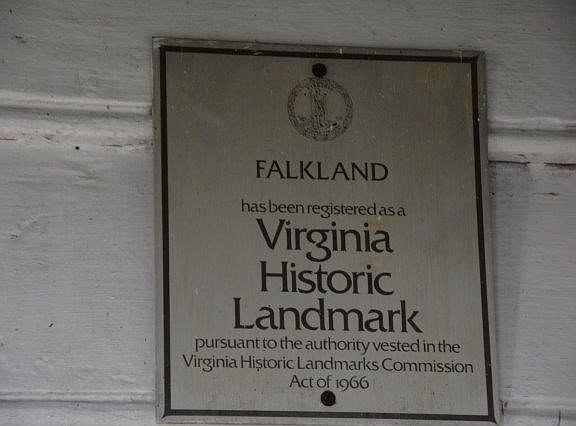 FALKLAND
has been registered as a
Virginia
Historic
Landmark
pursuant to the authority vested in the
Virginia Historic Landmarks Commission
Act of 1966